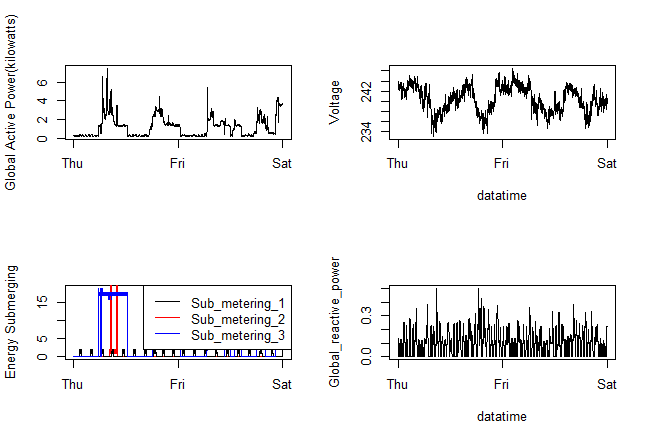 Global Active Power(kilowatts)
0 2 4 6
Thu Fri Sat
Voltage
234 242
Thu Fri Sat
datatime
Energy Submerging
0 5 15
Sub_metering_1
Sub_metering_2
Sub_metering_3
Thu Fri Sat
Global_reactive_power
0.0 0.3
Thu Fri Sat
datatime